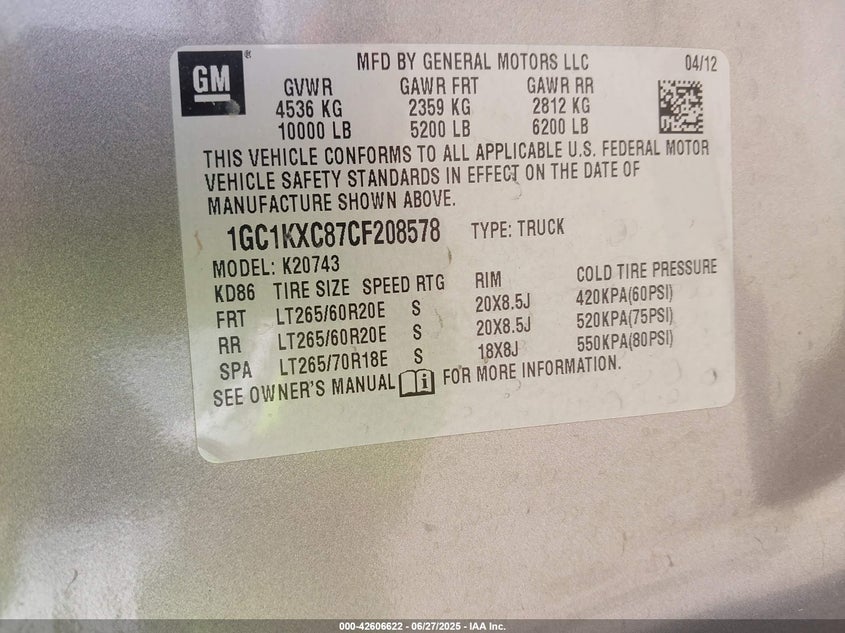 GM ®
MFD BY GENERAL MOTORS LLC 04/12
GVWR GAWR FRT GAWR RR
4536 KG 2359 KG 2812 KG
10000 LB 5200 LB 6200 LB
THIS VEHICLE CONFORMS TO ALL APPLICABLE U.S. FEDERAL MOTOR
VEHICLE SAFETY STANDARDS IN EFFECT ON THE DATE OF
MANUFACTURE SHOWN ABOVE.
1GC1KXC87CF208578 TYPE: TRUCK
MODEL: K20743
KD86 TIRE SIZE SPEED RTG RIM COLD TIRE PRESSURE
FRT LT265/60R20E S 20X8.5J 420KPA(60PSI)
RR LT265/60R20E S 20X8.5J 520KPA(75PSI)
SPA LT265/70R18E S 18X8J 550KPA(80PSI)
SEE OWNER'S MANUAL i FOR MORE INFORMATION.
000-42606622 - 06/27/2025 - IAA Inc.